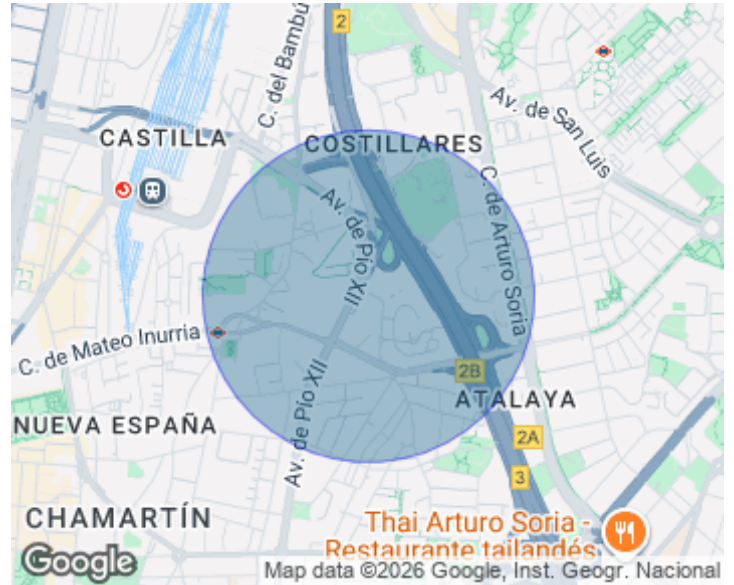 2
C. del Bambú
CASTILLA
COSTILLARES
Av. de San Luis
Av. de Pío XII
C. de Arturo Soria
C. de Mateo Inurria
2B
Av. de Pío XII
ATALAYA
NUEVA ESPAÑA
2A
3
CHAMARTÍN
Thai Arturo Soria -
Restaurante tailandés
Google
Map data ©2026 Google, Inst. Geogr. Nacional